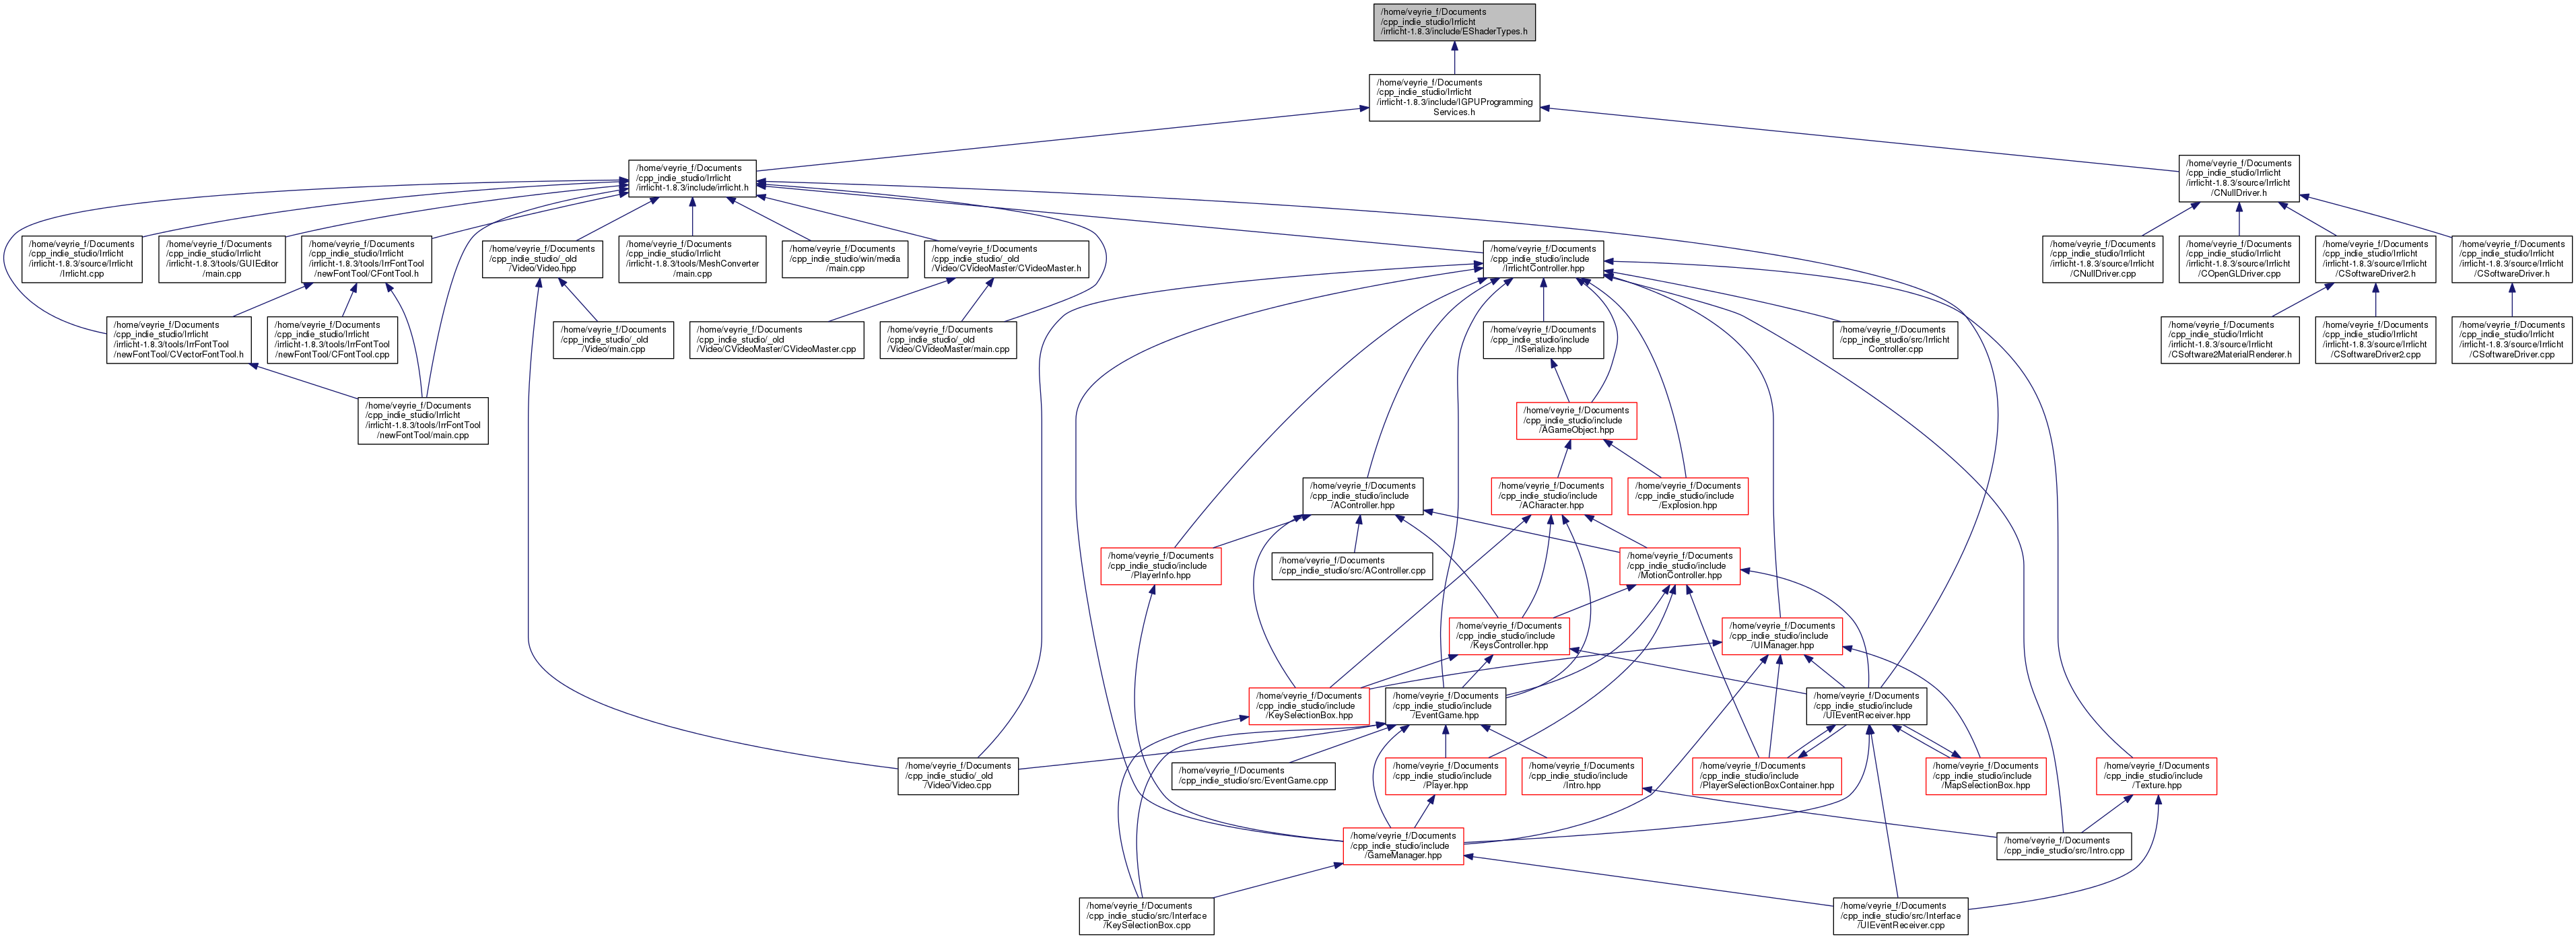 /home/veyrie_f/Documents
/cpp_indie_studio/Irrlicht
/irrlicht-1.8.3/include/EShaderTypes.h
/home/veyrie_f/Documents
/cpp_indie_studio/Irrlicht
/irrlicht-1.8.3/include/IGPUProgramming
Services.h
/home/veyrie_f/Documents
/cpp_indie_studio/Irrlicht
/irrlicht-1.8.3/include/irrlicht.h
/home/veyrie_f/Documents
/cpp_indie_studio/Irrlicht
/irrlicht-1.8.3/source/Irrlicht
/CNullDriver.h
/home/veyrie_f/Documents
/cpp_indie_studio/Irrlicht
/irrlicht-1.8.3/source/Irrlicht
/Irrlicht.cpp
/home/veyrie_f/Documents
/cpp_indie_studio/Irrlicht
/irrlicht-1.8.3/tools/GUIEditor
/main.cpp
/home/veyrie_f/Documents
/cpp_indie_studio/Irrlicht
/irrlicht-1.8.3/tools/IrrFontTool
/newFontTool/CFontTool.h
/home/veyrie_f/Documents
/cpp_indie_studio/_old
/Video/Video.hpp
/home/veyrie_f/Documents
/cpp_indie_studio/Irrlicht
/irrlicht-1.8.3/tools/MeshConverter
/main.cpp
/home/veyrie_f/Documents
/cpp_indie_studio/win/media
/main.cpp
/home/veyrie_f/Documents
/cpp_indie_studio/_old
/Video/CVideoMaster/CVideoMaster.h
/home/veyrie_f/Documents
/cpp_indie_studio/include
/IrrlichtController.hpp
/home/veyrie_f/Documents
/cpp_indie_studio/Irrlicht
/irrlicht-1.8.3/source/Irrlicht
/CNullDriver.cpp
/home/veyrie_f/Documents
/cpp_indie_studio/Irrlicht
/irrlicht-1.8.3/source/Irrlicht
/COpenGLDriver.cpp
/home/veyrie_f/Documents
/cpp_indie_studio/Irrlicht
/irrlicht-1.8.3/source/Irrlicht
/CSoftwareDriver2.h
/home/veyrie_f/Documents
/cpp_indie_studio/Irrlicht
/irrlicht-1.8.3/source/Irrlicht
/CSoftwareDriver.h
/home/veyrie_f/Documents
/cpp_indie_studio/Irrlicht
/irrlicht-1.8.3/tools/IrrFontTool
/newFontTool/CVectorFontTool.h
/home/veyrie_f/Documents
/cpp_indie_studio/Irrlicht
/irrlicht-1.8.3/tools/IrrFontTool
/newFontTool/CFontTool.cpp
/home/veyrie_f/Documents
/cpp_indie_studio/_old
/Video/main.cpp
/home/veyrie_f/Documents
/cpp_indie_studio/_old
/Video/CVideoMaster/CVideoMaster.cpp
/home/veyrie_f/Documents
/cpp_indie_studio/_old
/Video/CVideoMaster/main.cpp
/home/veyrie_f/Documents
/cpp_indie_studio/include
/ISerialize.hpp
/home/veyrie_f/Documents
/cpp_indie_studio/src/Irrlicht
Controller.cpp
/home/veyrie_f/Documents
/cpp_indie_studio/Irrlicht
/irrlicht-1.8.3/source/Irrlicht
/CSoftware2MaterialRenderer.h
/home/veyrie_f/Documents
/cpp_indie_studio/Irrlicht
/irrlicht-1.8.3/source/Irrlicht
/CSoftwareDriver2.cpp
/home/veyrie_f/Documents
/cpp_indie_studio/Irrlicht
/irrlicht-1.8.3/source/Irrlicht
/CSoftwareDriver.cpp
/home/veyrie_f/Documents
/cpp_indie_studio/Irrlicht
/irrlicht-1.8.3/tools/IrrFontTool
/newFontTool/main.cpp
/home/veyrie_f/Documents
/cpp_indie_studio/include
/AGameObject.hpp
/home/veyrie_f/Documents
/cpp_indie_studio/include
/AController.hpp
/home/veyrie_f/Documents
/cpp_indie_studio/include
/ACharacter.hpp
/home/veyrie_f/Documents
/cpp_indie_studio/include
/Explosion.hpp
/home/veyrie_f/Documents
/cpp_indie_studio/include
/PlayerInfo.hpp
/home/veyrie_f/Documents
/cpp_indie_studio/src/AController.cpp
/home/veyrie_f/Documents
/cpp_indie_studio/include
/MotionController.hpp
/home/veyrie_f/Documents
/cpp_indie_studio/include
/KeysController.hpp
/home/veyrie_f/Documents
/cpp_indie_studio/include
/UIManager.hpp
/home/veyrie_f/Documents
/cpp_indie_studio/include
/KeySelectionBox.hpp
/home/veyrie_f/Documents
/cpp_indie_studio/include
/EventGame.hpp
/home/veyrie_f/Documents
/cpp_indie_studio/include
/UIEventReceiver.hpp
/home/veyrie_f/Documents
/cpp_indie_studio/_old
/Video/Video.cpp
/home/veyrie_f/Documents
/cpp_indie_studio/src/EventGame.cpp
/home/veyrie_f/Documents
/cpp_indie_studio/include
/Player.hpp
/home/veyrie_f/Documents
/cpp_indie_studio/include
/Intro.hpp
/home/veyrie_f/Documents
/cpp_indie_studio/include
/PlayerSelectionBoxContainer.hpp
/home/veyrie_f/Documents
/cpp_indie_studio/include
/MapSelectionBox.hpp
/home/veyrie_f/Documents
/cpp_indie_studio/include
/Texture.hpp
/home/veyrie_f/Documents
/cpp_indie_studio/include
/GameManager.hpp
/home/veyrie_f/Documents
/cpp_indie_studio/src/Intro.cpp
/home/veyrie_f/Documents
/cpp_indie_studio/src/Interface
/KeySelectionBox.cpp
/home/veyrie_f/Documents
/cpp_indie_studio/src/Interface
/UIEventReceiver.cpp